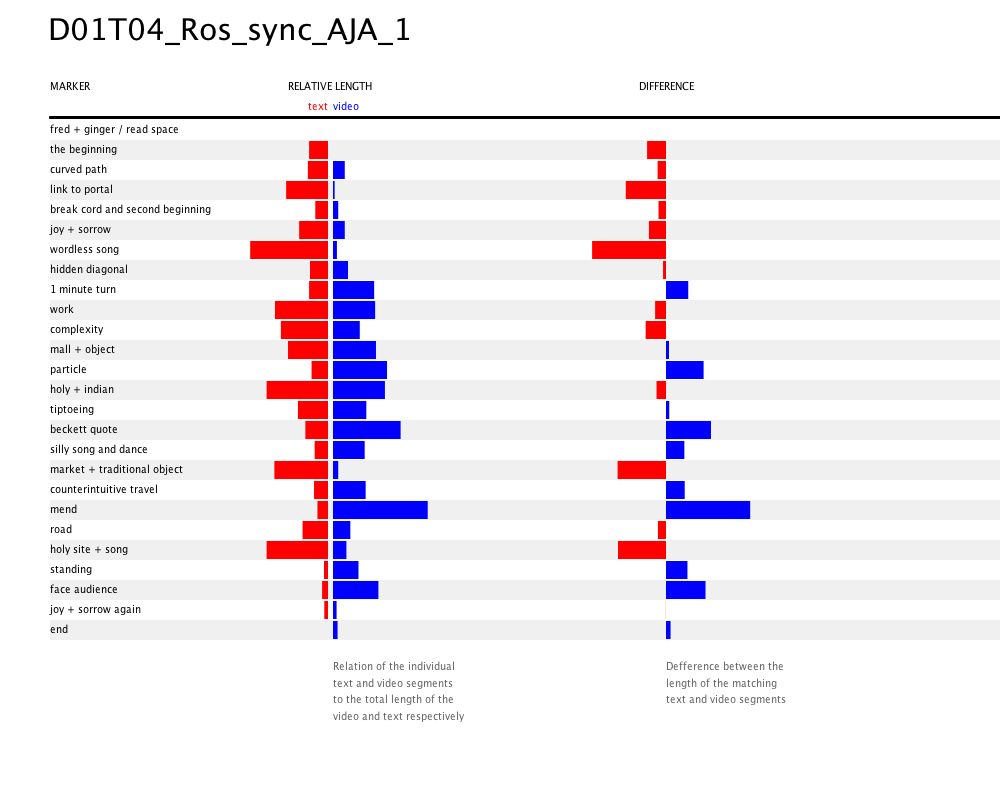 D01T04_Ros_sync_AJA_1
MARKER RELATIVE LENGTH DIFFERENCE
text video
fred + ginger / read space
the beginning
curved path
link to portal
break cord and second beginning
joy + sorrow
wordless song
hidden diagonal
1 minute turn
work
complexity
mall + object
particle
holy + indian
tiptoeing
beckett quote
silly song and dance
market + traditional object
counterintuitive travel
mend
road
holy site + song
standing
face audience
joy + sorrow again
end
Relation of the individual
text and video segments
to the total length of the
video and text respectively
Defference between the
length of the matching
text and video segments